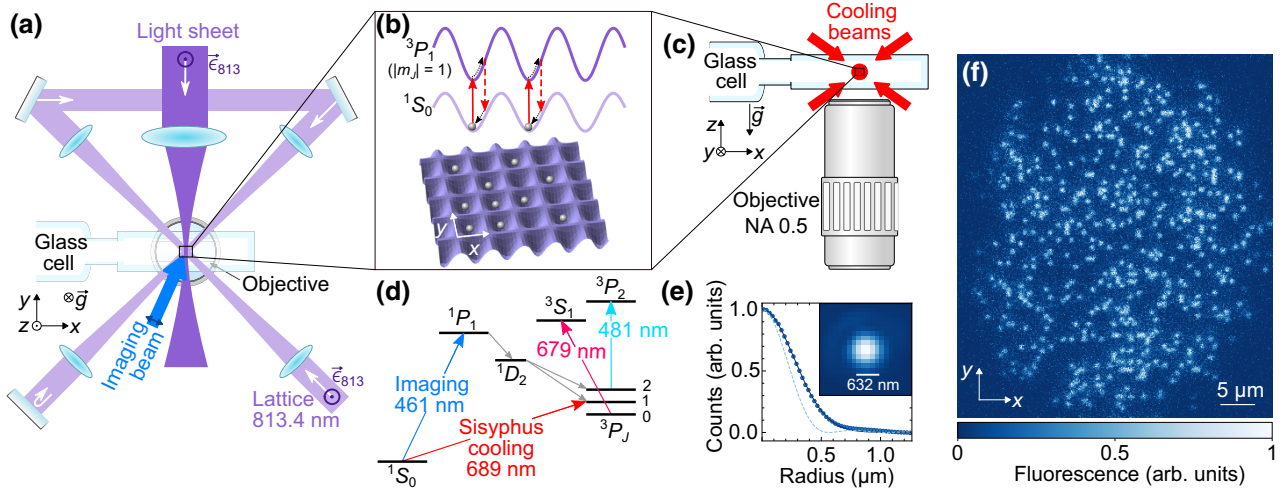 (a)
Light sheet
ϵ⃗813
Glass
cell
Objective
y
g⃗
z
x
Imaging
beam
ϵ⃗813
Lattice
813.4 nm
(b)
³P₁
(|mJ| = 1)
¹S₀
y
x
(c)
Cooling
beams
Glass
cell
g⃗
z
y
x
Objective
NA 0.5
(d)
³P₂
³S₁
¹P₁
481 nm
679 nm
¹D₂
Imaging
461 nm
2
1
0
Sisyphus
cooling
689 nm
³PJ
¹S₀
(e)
Counts (arb. units)
1.0
0.5
0.0
632 nm
0.0
0.5
1.0
Radius (μm)
(f)
y
x
5 μm
0
0.5
1
Fluorescence (arb. units)